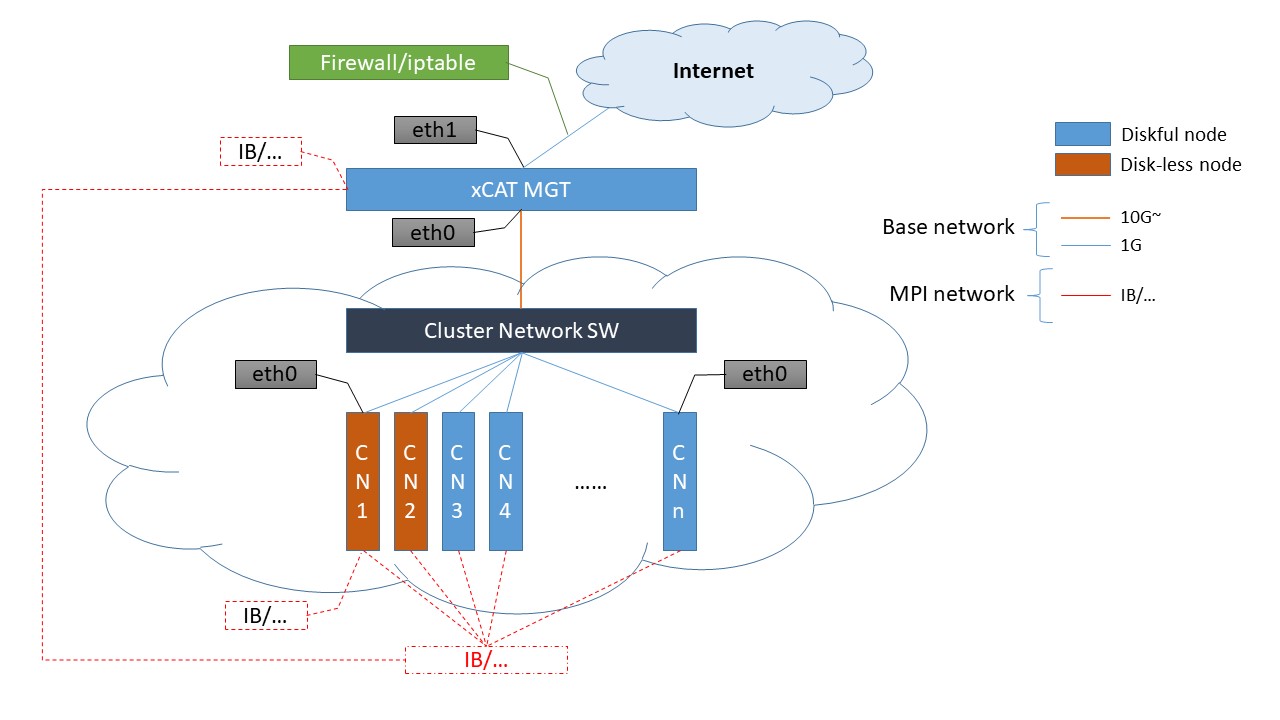 Firewall/iptable
Internet
eth1
IB/...
xCAT MGT
eth0
Diskful node
Disk-less node
Base network
10G~
1G
MPI network
IB/...
Cluster Network SW
eth0
eth0
CN1
CN2
CN3
CN4
......
CNn
IB/...
IB/...